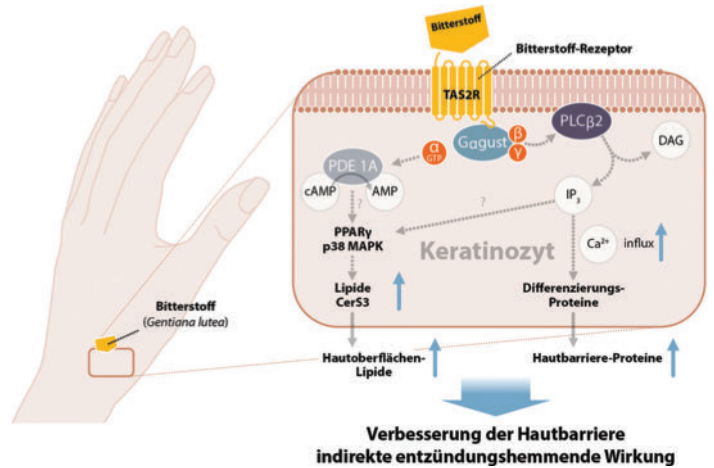 Bitterstoff
Bitterstoff-Rezeptor
TAS2R
PLCβ2
Gαgust
β
γ
α
GTP
DAG
PDE 1A
cAMP
AMP
?
?
IP3
PPARγ
p38 MAPK
Keratinozyt
Ca²⁺
influx
Lipide
CerS3
Differenzierungs-
Proteine
Bitterstoff
(Gentiana lutea)
Hautoberflächen-
Lipide
Hautbarriere-Proteine
Verbesserung der Hautbarriere
indirekte entzündungshemmende Wirkung